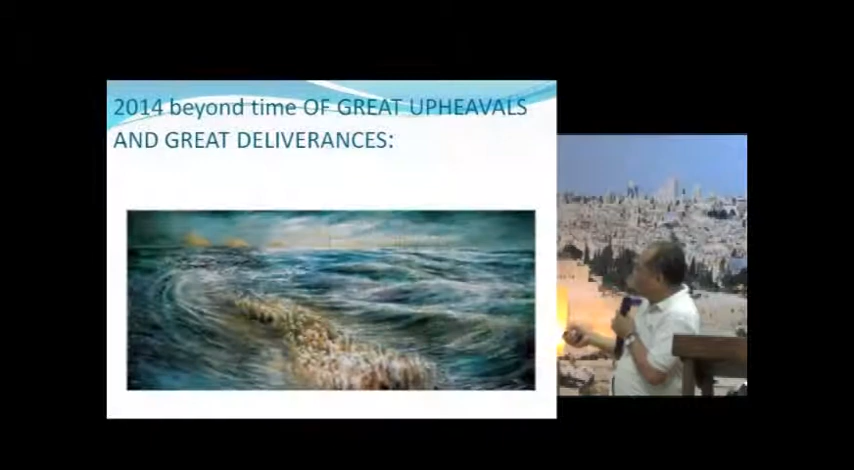 2014 beyond time OF GREAT UPHEAVALS
AND GREAT DELIVERANCES: